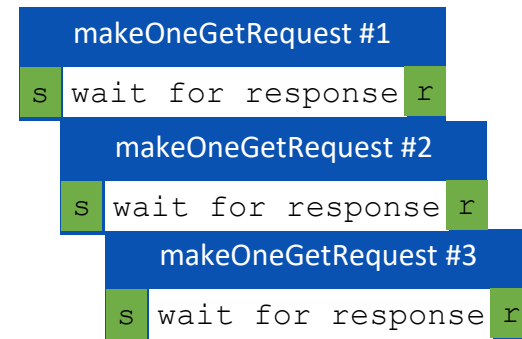 makeOneGetRequest #1
s wait for response r
makeOneGetRequest #2
s wait for response r
makeOneGetRequest #3
s wait for response r